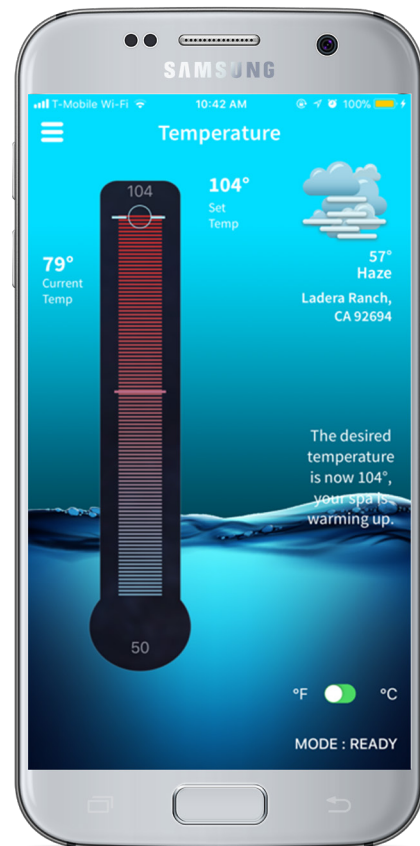 SAMSUNG
T-Mobile Wi-Fi 10:42 AM 100%
Temperature
104
104°
Set
Temp
79°
Current
Temp
57°
Haze
Ladera Ranch,
CA 92694
The desired
temperature
is now 104°,
your spa is
warming up.
50
°F °C
MODE : READY